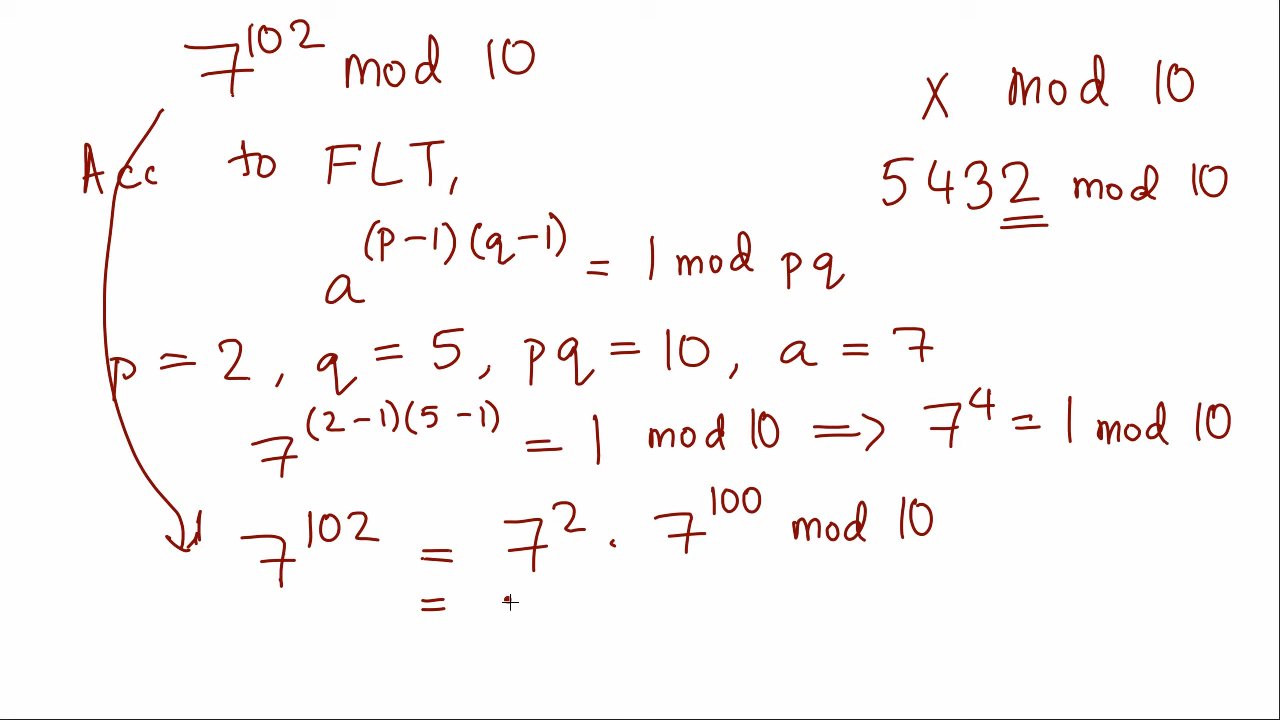 7^102 mod 10
x mod 10
Acc to FLT,
5432 mod 10
a^(p-1)(q-1) = 1 mod pq
p = 2, q = 5, pq = 10, a = 7
7^(2-1)(5-1) = 1 mod 10 => 7^4 = 1 mod 10
7^102 = 7^2 . 7^100 mod 10
=